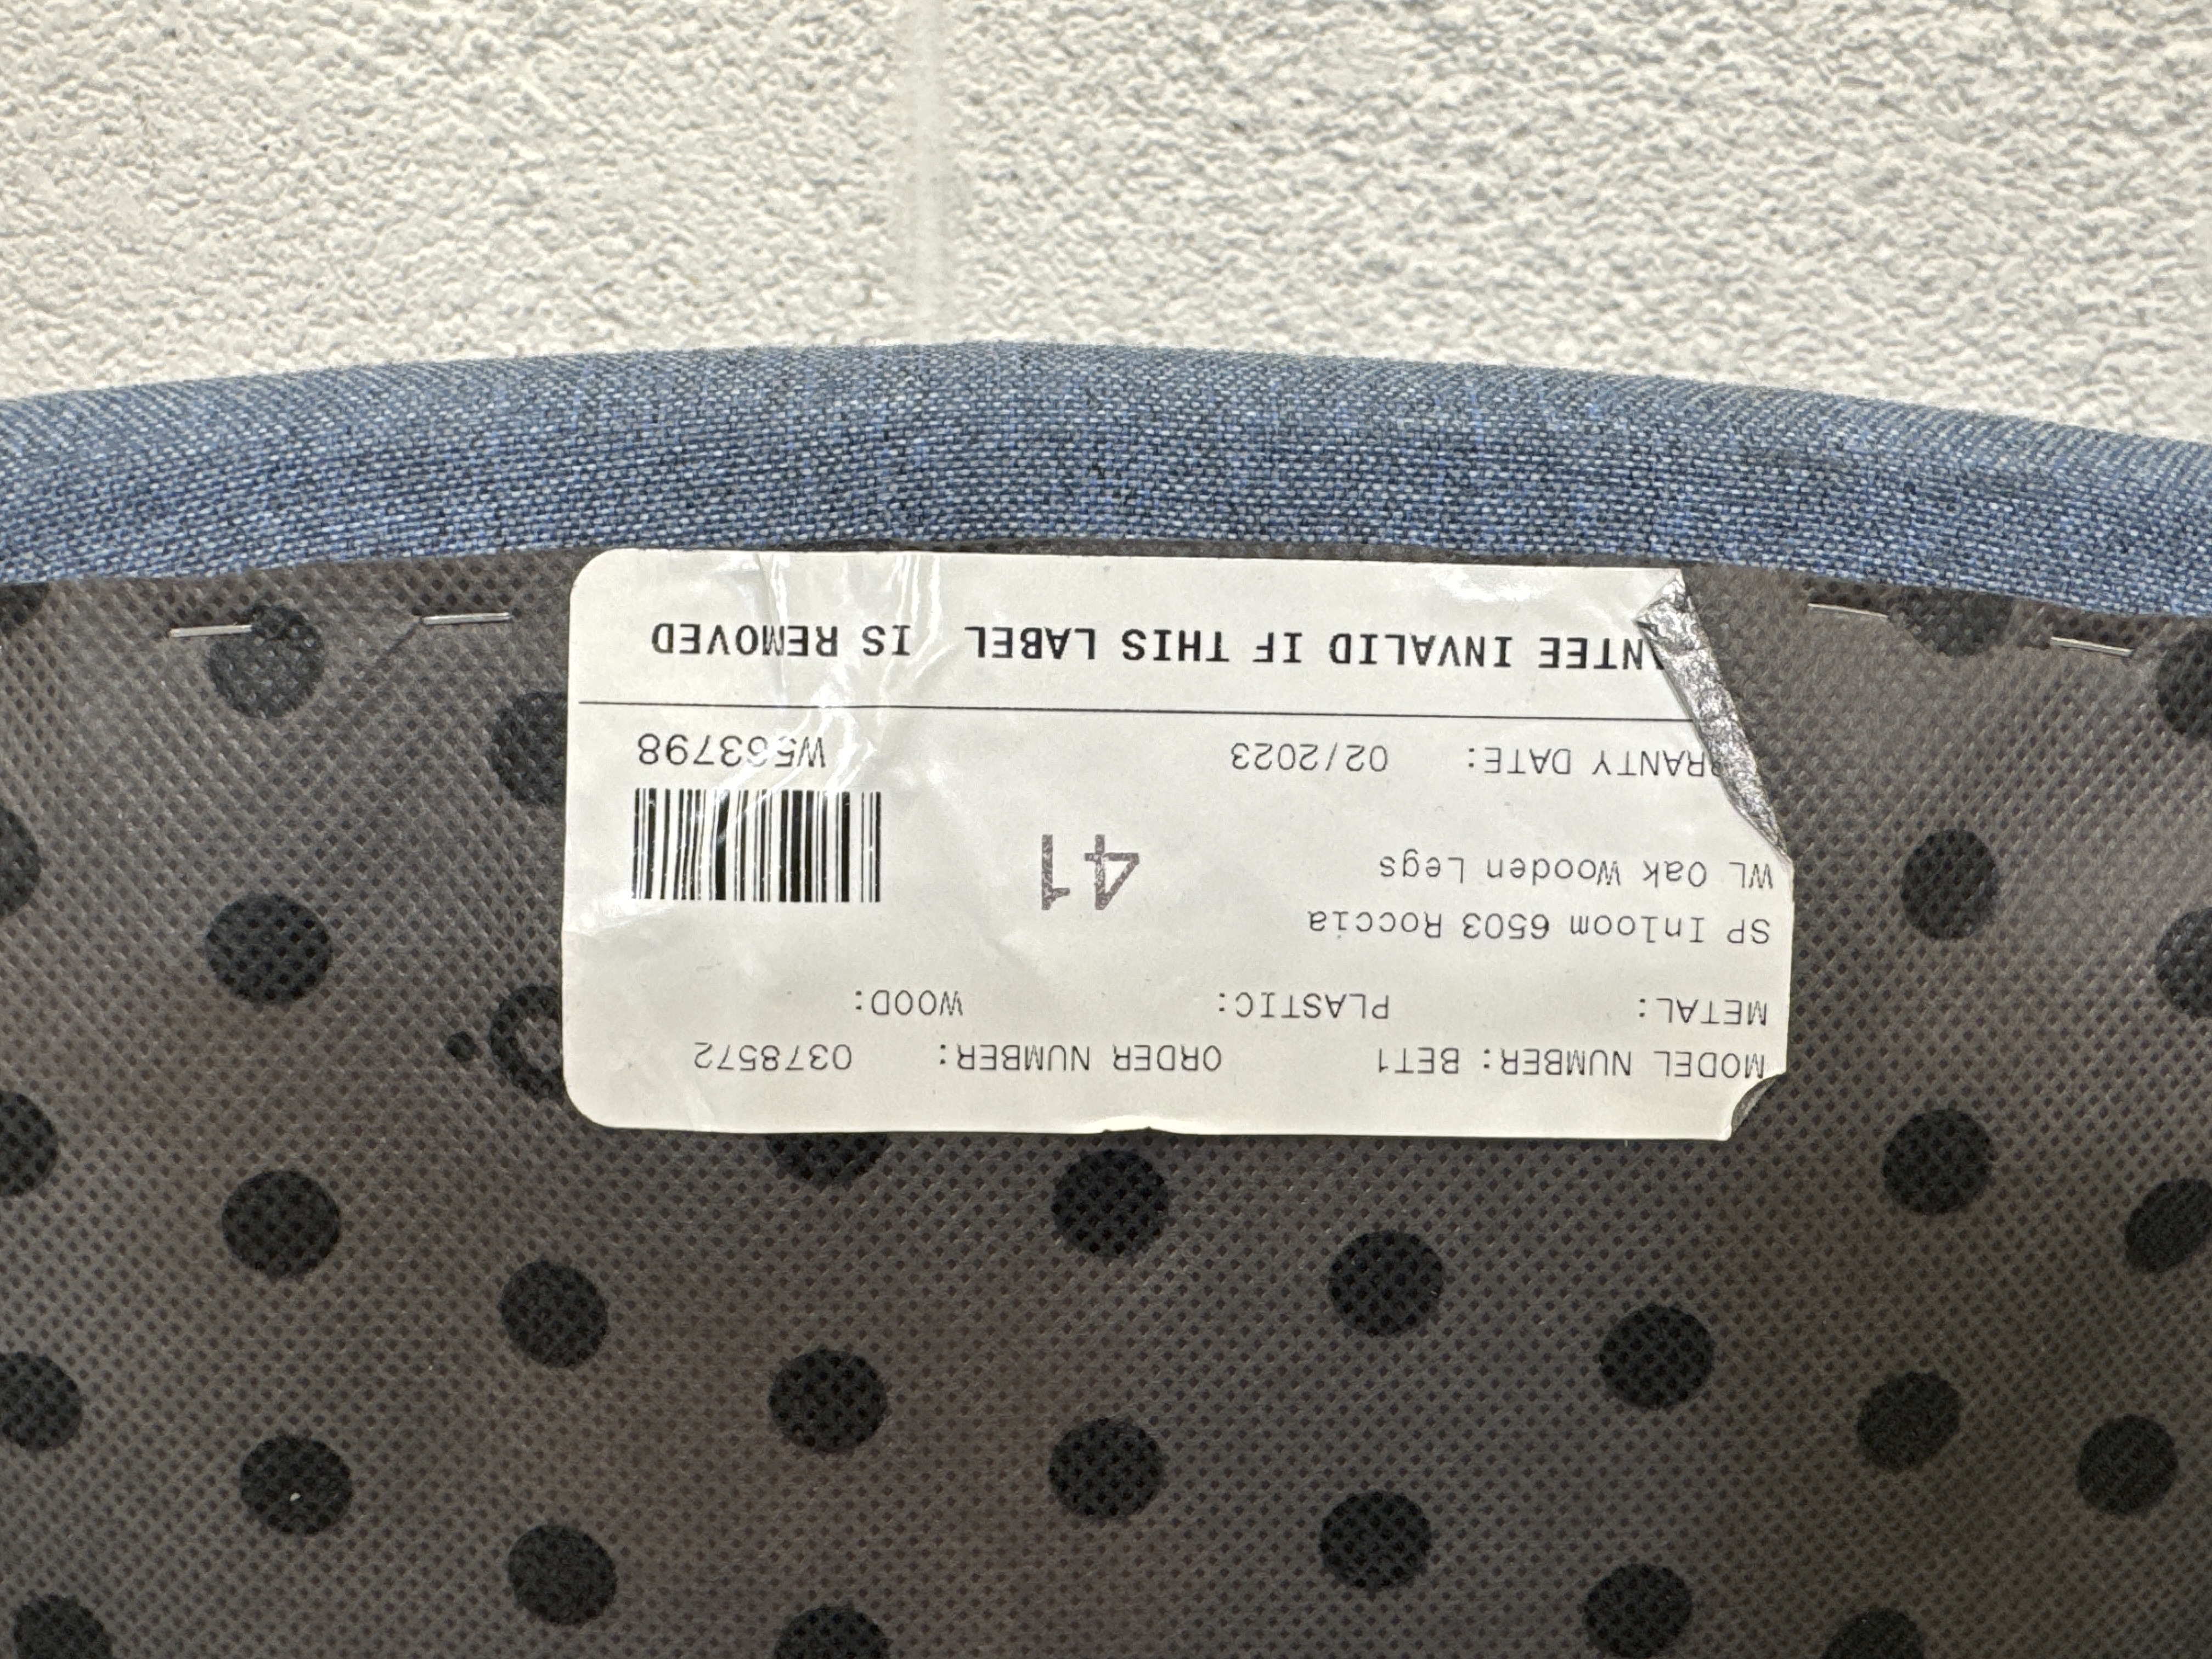 MODEL NUMBER: BET1 ORDER NUMBER: 0378572
METAL: PLASTIC: WOOD:
SP Inloom 6503 Roccia
WL Oak Wooden Legs
41
RANTY DATE: 02/2023 W563798
NTEE INVALID IF THIS LABEL IS REMOVED